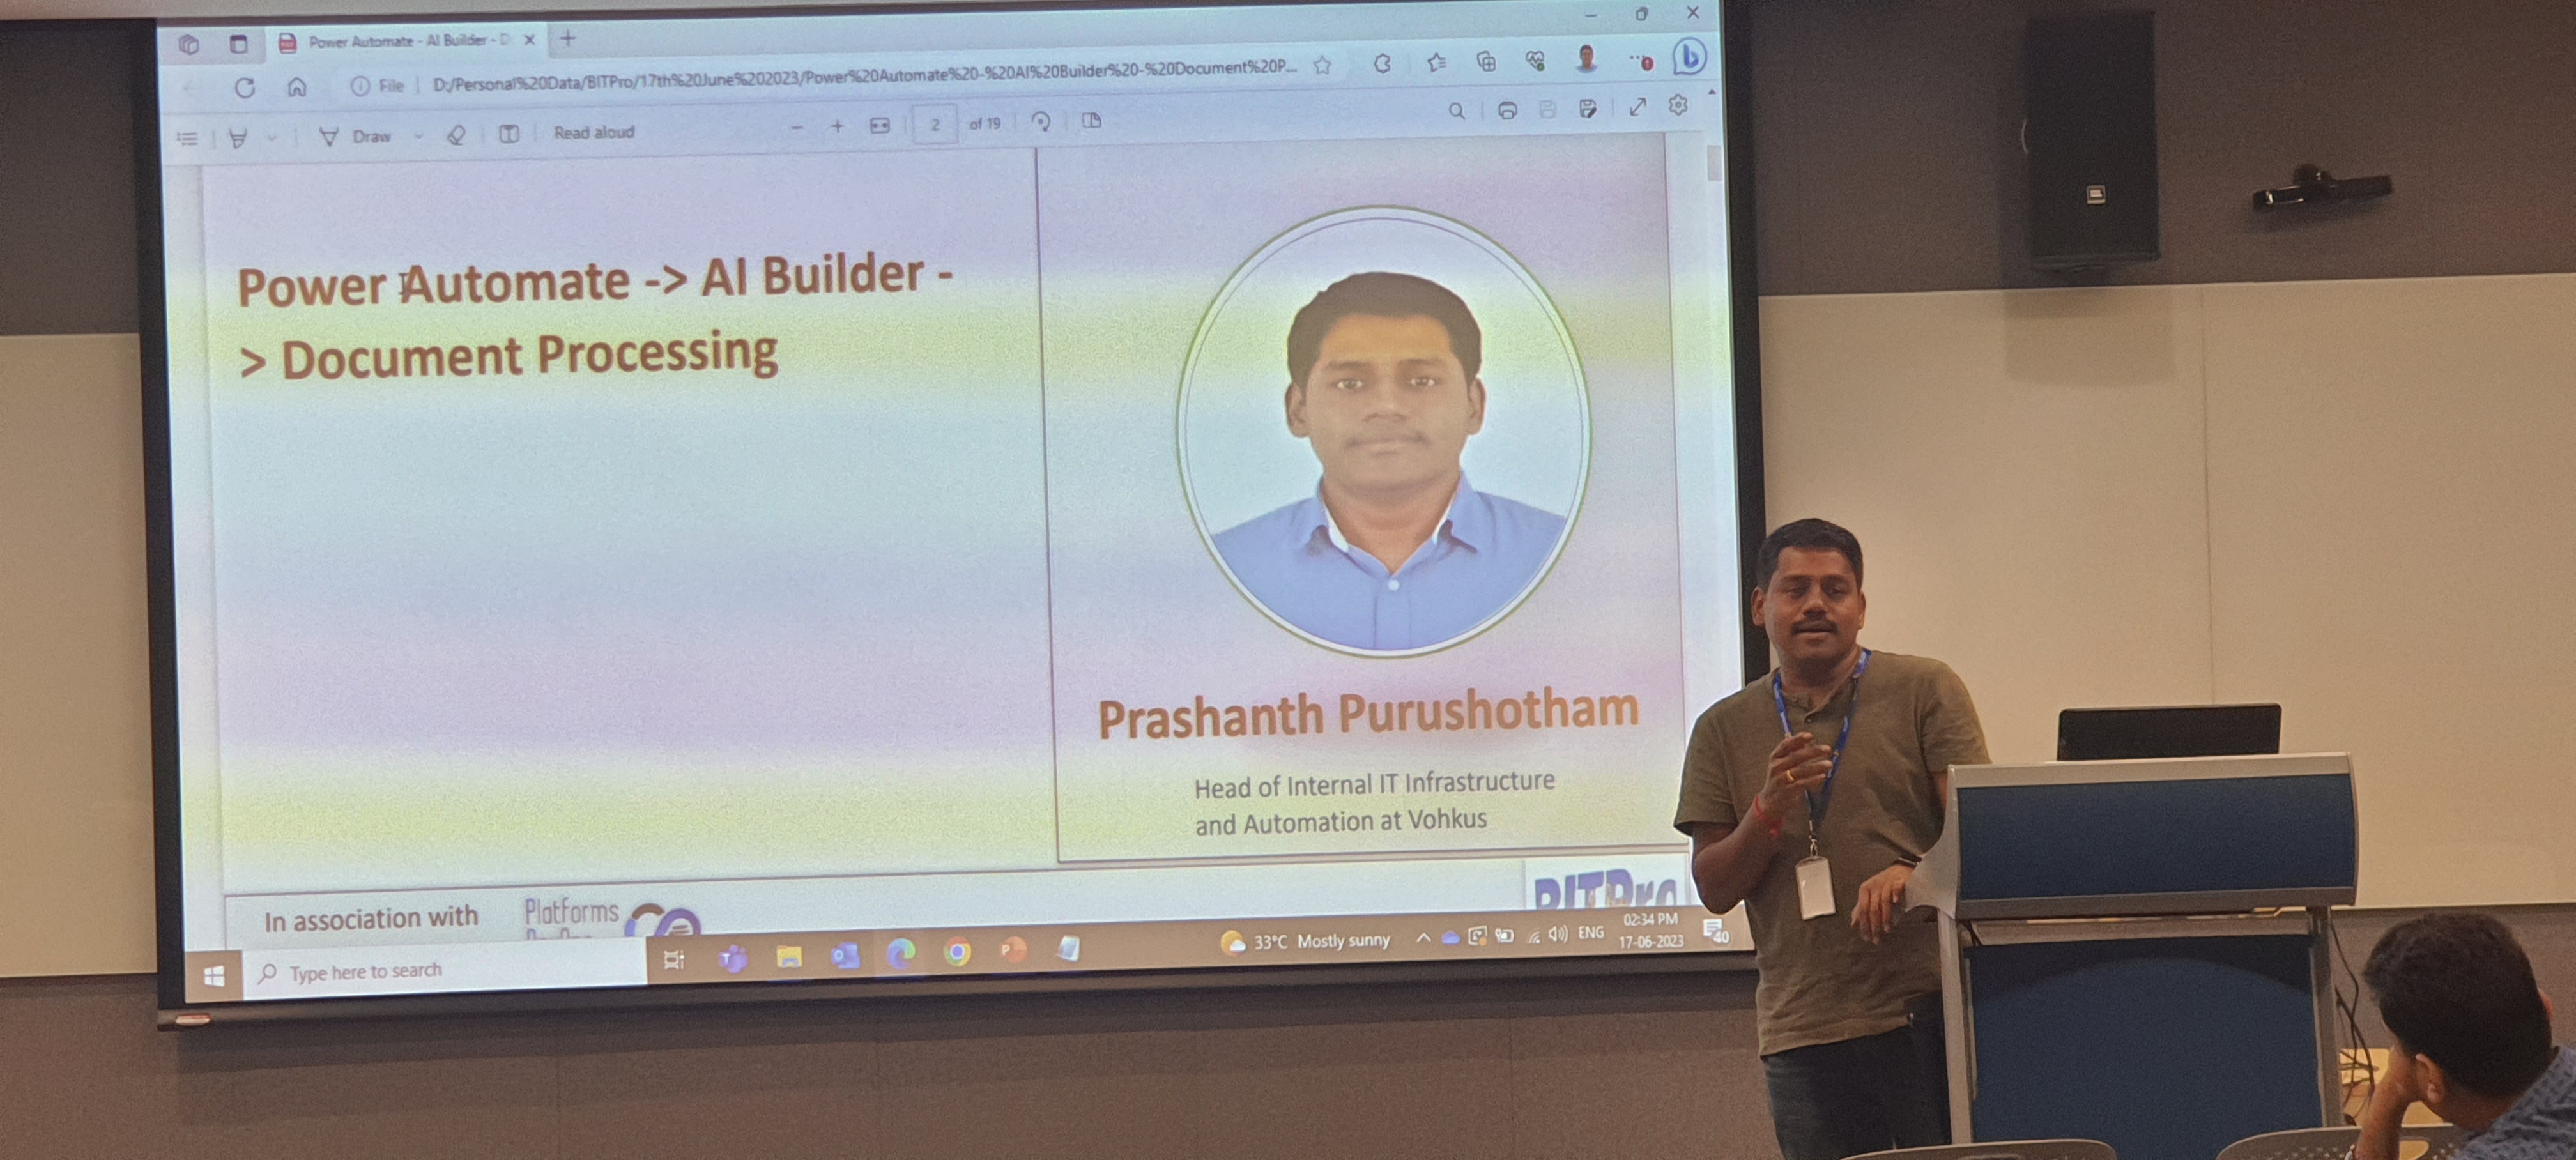 Power Automate - AI Builder - D
File
D:/Personal%20Data/BITPro/17th%20June%202023/Power%20Automate%20-%20AI%20Builder%20-%20Document%20P...
Draw
Read aloud
2 of 19
Power Automate -> AI Builder -
> Document Processing
Prashanth Purushotham
Head of Internal IT Infrastructure
and Automation at Vohkus
In association with
Platforms
BITPro
Type here to search
33°C Mostly sunny
ENG
02:34 PM
17-06-2023
40